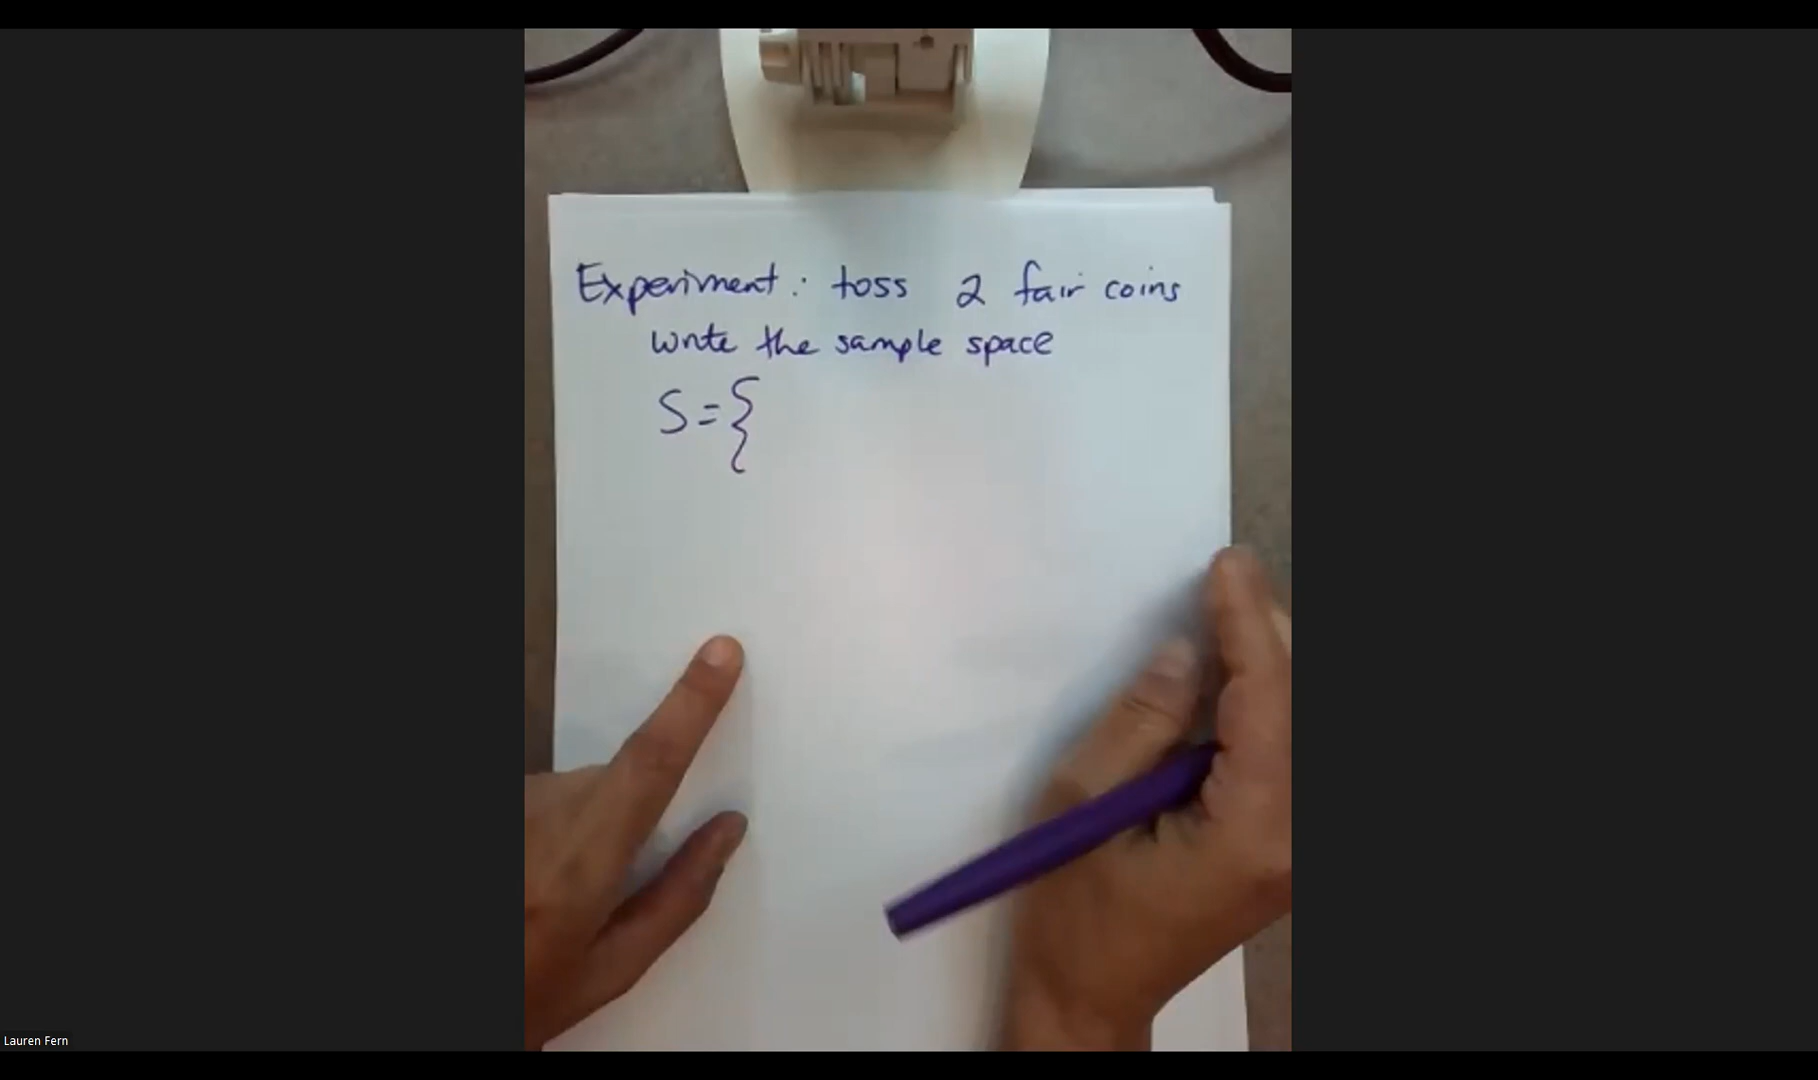 Experiment: toss 2 fair coins
write the sample space
S={
Lauren Fern